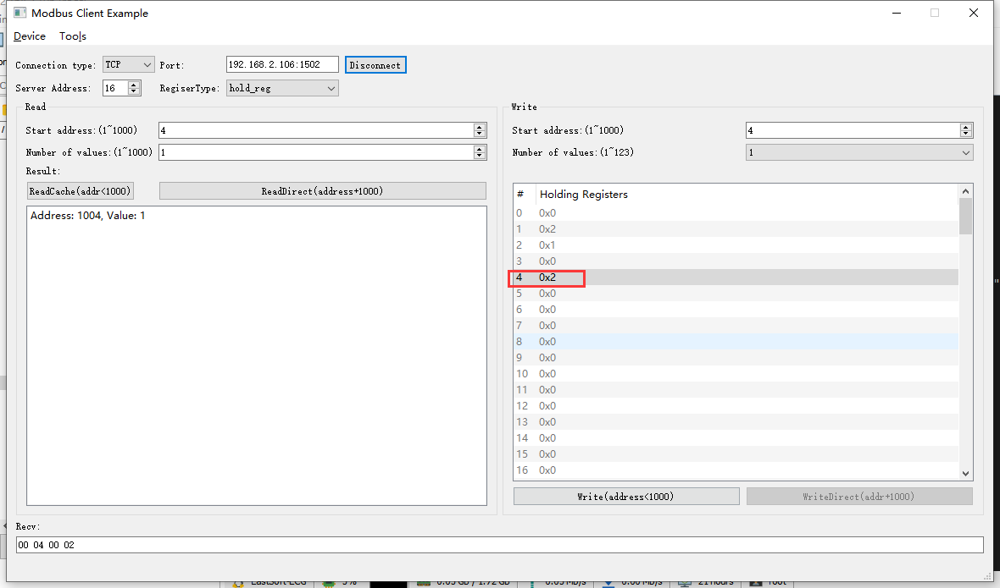 Modbus Client Example
Device Tools
Connection type: TCP Port: 192.168.2.106:1502 Disconnect
Server Address: 16 RegiserType: hold_reg
Read
Start address:(1~1000) 4
Number of values:(1~1000) 1
Result:
ReadCache(addr<1000) ReadDirect(address+1000)
Address: 1004, Value: 1
Write
Start address:(1~1000) 4
Number of values:(1~123) 1
# Holding Registers
0 0x0
1 0x2
2 0x1
3 0x0
4 0x2
5 0x0
6 0x0
7 0x0
8 0x0
9 0x0
10 0x0
11 0x0
12 0x0
13 0x0
14 0x0
15 0x0
16 0x0
Write(address<1000) WriteDirect(addr+1000)
Recv:
00 04 00 02